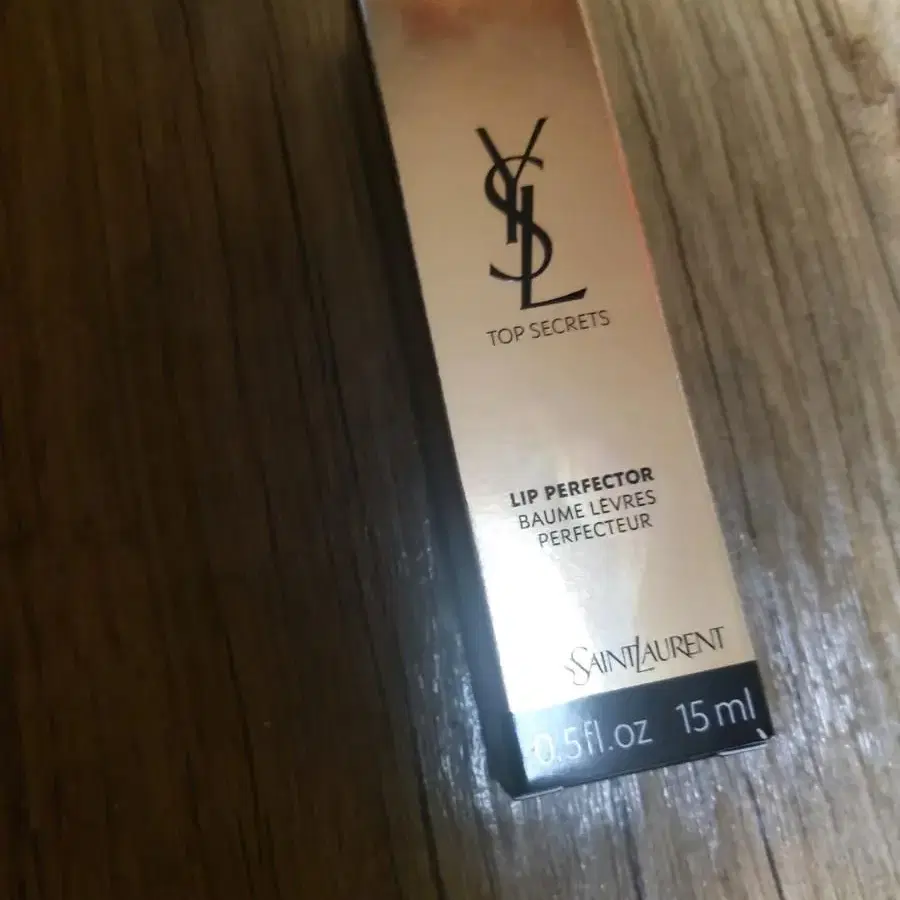 YSL
TOP SECRETS
LIP PERFECTOR
BAUME LÈVRES
PERFECTEUR
SAINT LAURENT
0.5fl.oz 15ml